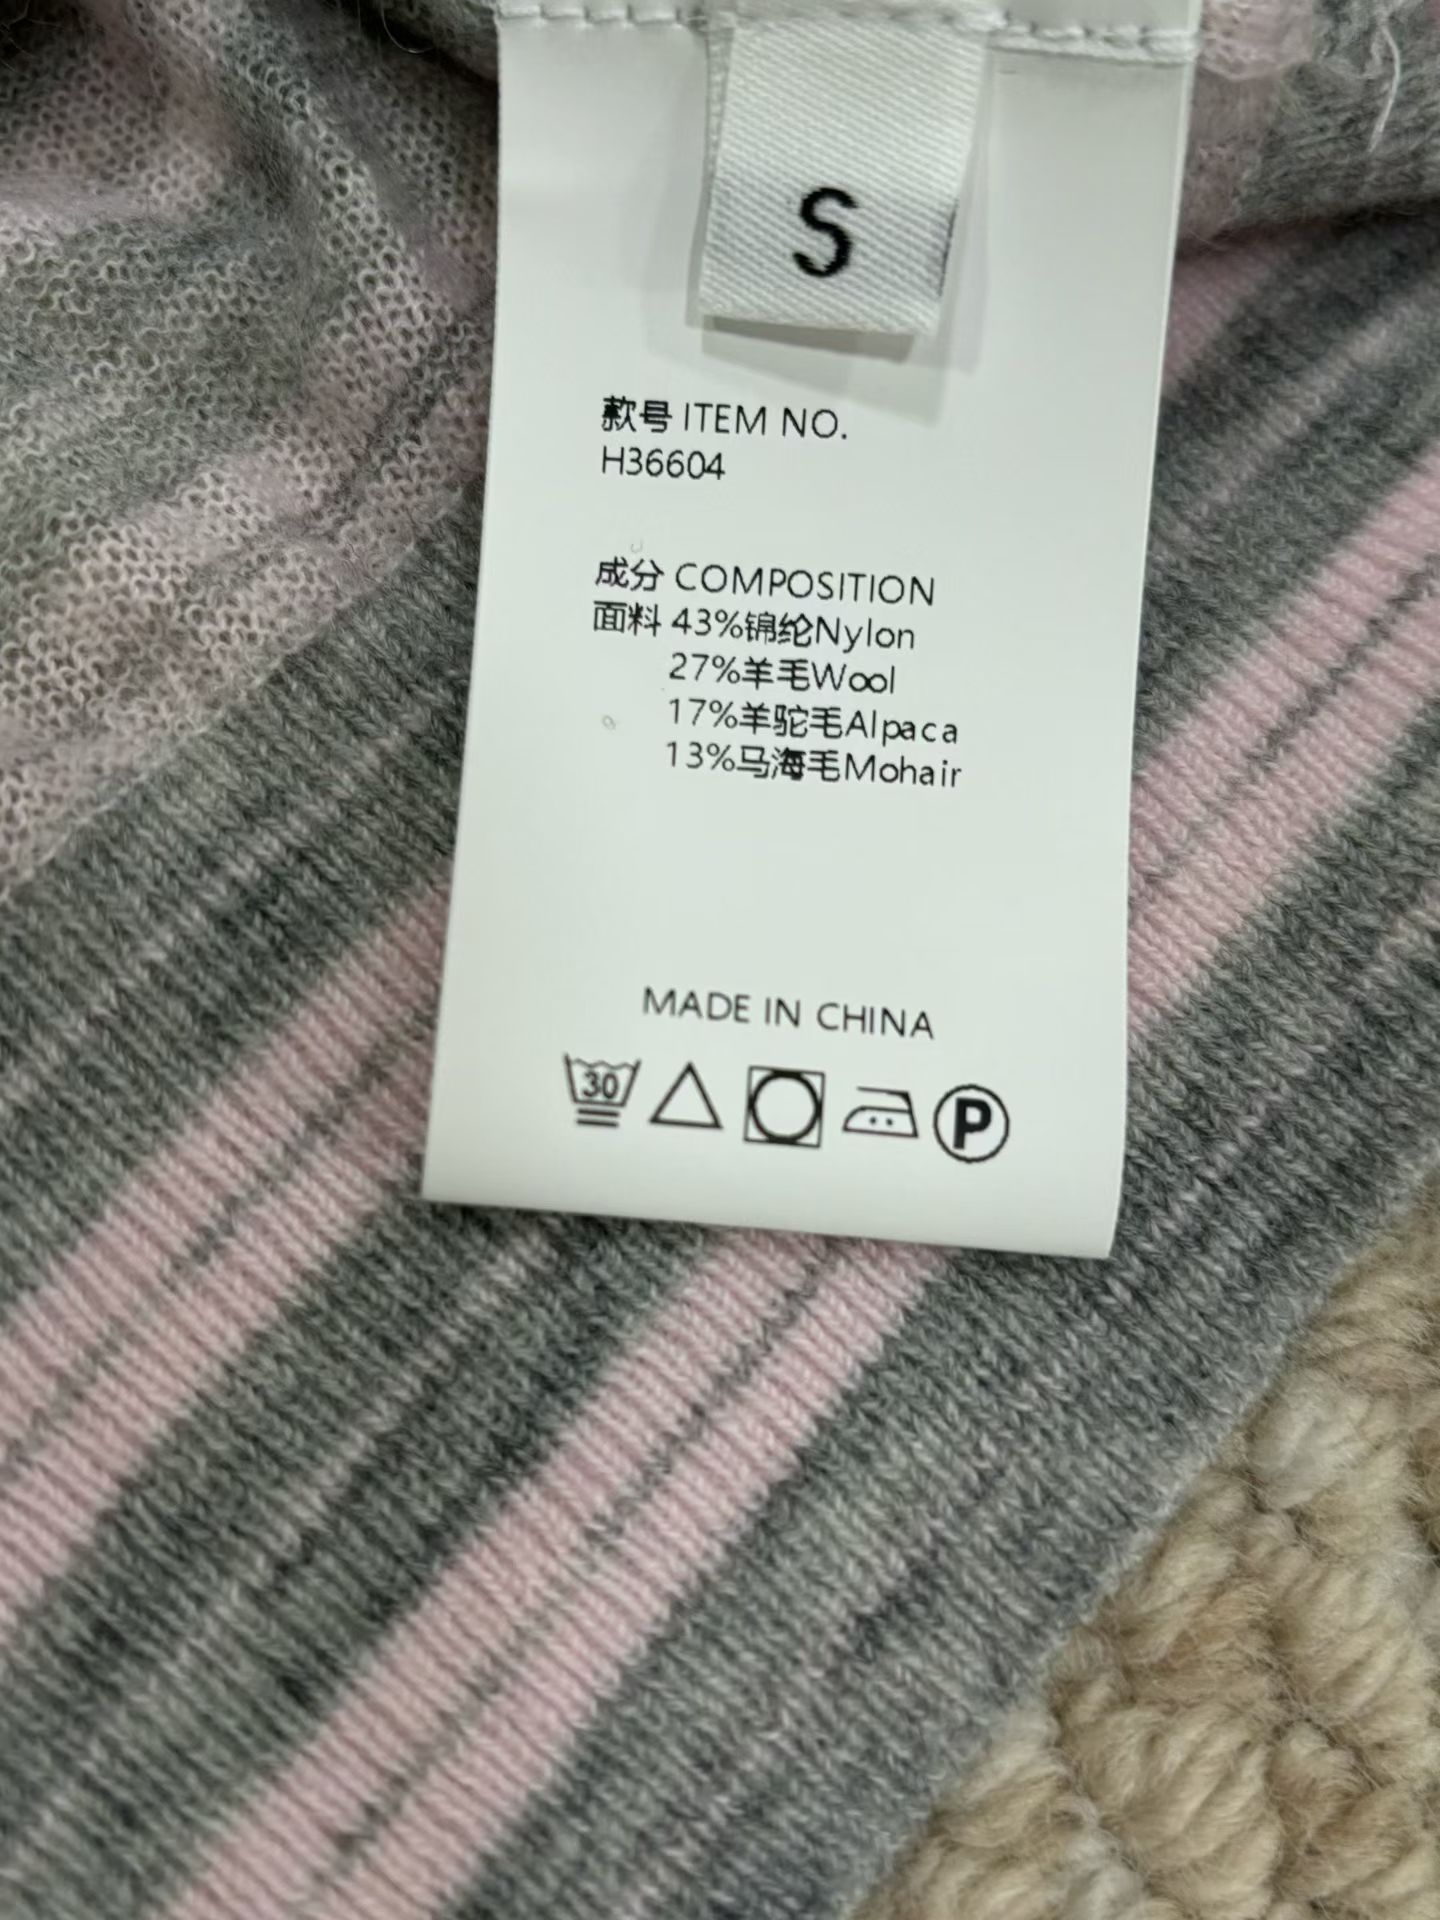 S
款号 ITEM NO.
H36604
成分 COMPOSITION
面料 43%锦纶Nylon
27%羊毛Wool
17%羊驼毛Alpaca
13%马海毛Mohair
MADE IN CHINA
30 P